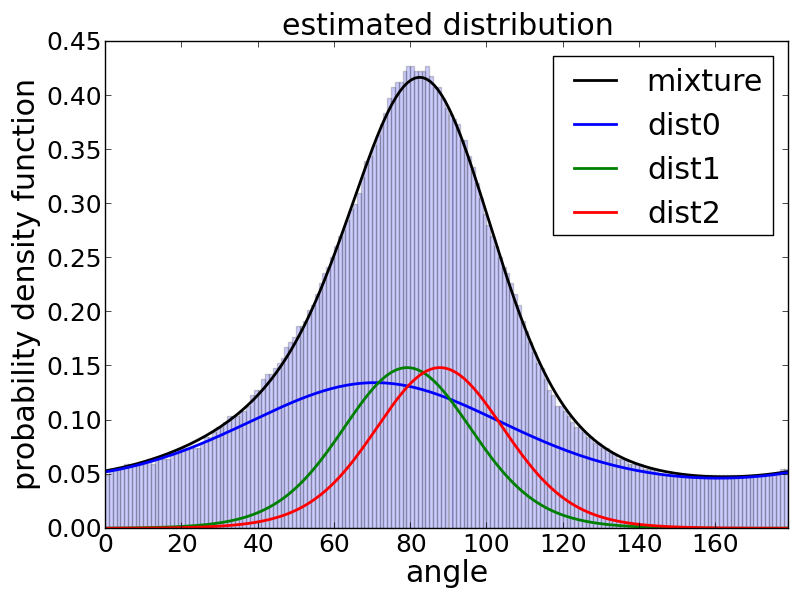 estimated distribution
probability density function
0.45
0.40
0.35
0.30
0.25
0.20
0.15
0.10
0.05
0.00
mixture
dist0
dist1
dist2
0 20 40 60 80 100 120 140 160
angle